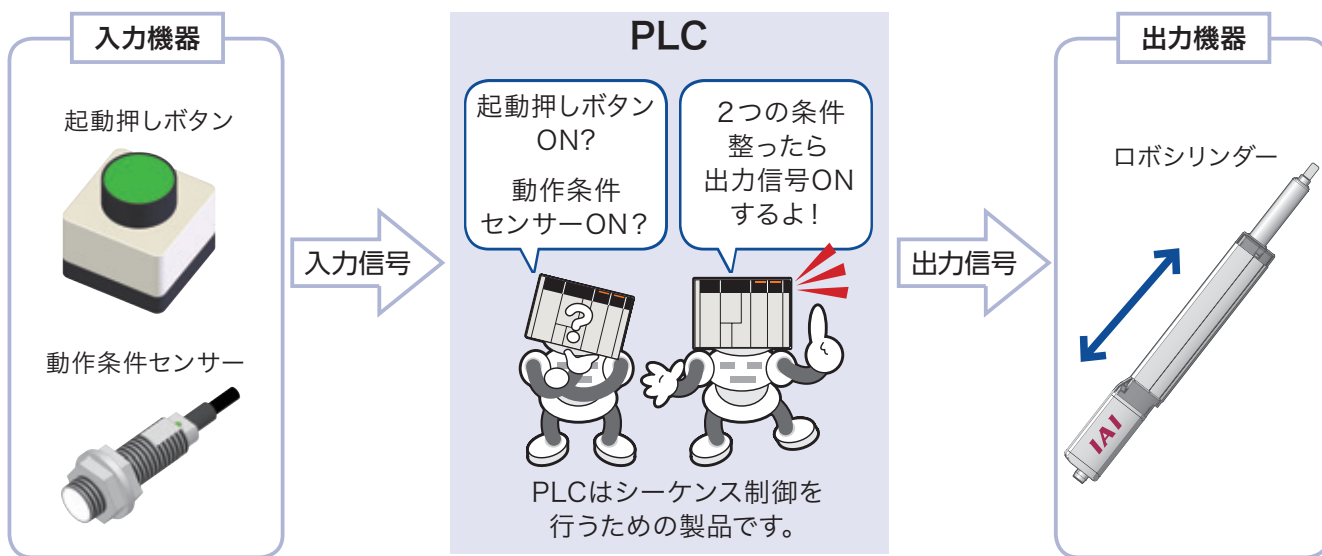 入力機器
起動押しボタン
動作条件センサー
入力信号
PLC
起動押しボタン
ON?
動作条件
センサーON?
2つの条件
整ったら
出力信号ON
するよ!
?
PLCはシーケンス制御を
行うための製品です。
出力信号
出力機器
ロボシリンダー
IAI